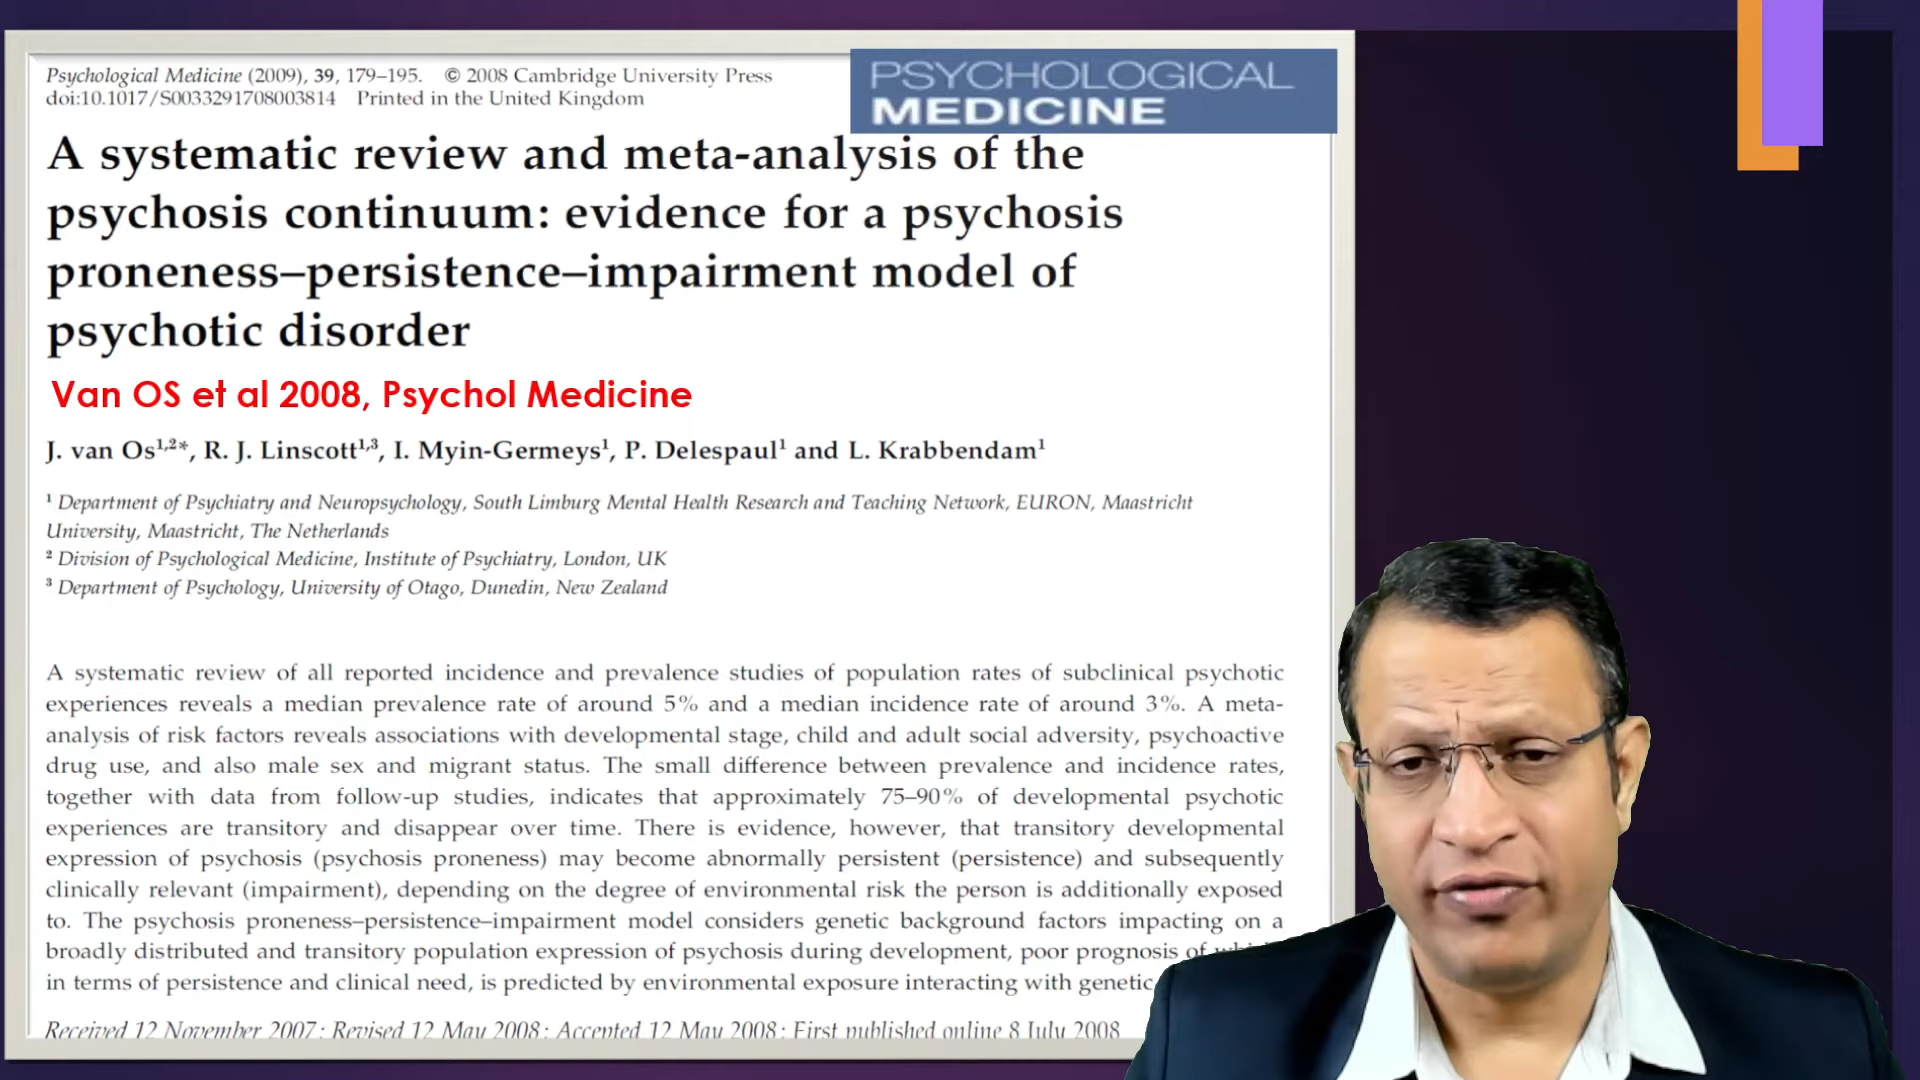 Psychological Medicine (2009), 39, 179–195. © 2008 Cambridge University Press
doi:10.1017/S0033291708003814 Printed in the United Kingdom
PSYCHOLOGICAL
MEDICINE
A systematic review and meta-analysis of the
psychosis continuum: evidence for a psychosis
proneness–persistence–impairment model of
psychotic disorder
Van OS et al 2008, Psychol Medicine
J. van Os¹,²*, R. J. Linscott¹,³, I. Myin-Germeys¹, P. Delespaul¹ and L. Krabbendam¹
¹ Department of Psychiatry and Neuropsychology, South Limburg Mental Health Research and Teaching Network, EURON, Maastricht
University, Maastricht, The Netherlands
² Division of Psychological Medicine, Institute of Psychiatry, London, UK
³ Department of Psychology, University of Otago, Dunedin, New Zealand
A systematic review of all reported incidence and prevalence studies of population rates of subclinical psychotic
experiences reveals a median prevalence rate of around 5% and a median incidence rate of around 3%. A meta-
analysis of risk factors reveals associations with developmental stage, child and adult social adversity, psychoactive
drug use, and also male sex and migrant status. The small difference between prevalence and incidence rates,
together with data from follow-up studies, indicates that approximately 75–90% of developmental psychotic
experiences are transitory and disappear over time. There is evidence, however, that transitory developmental
expression of psychosis (psychosis proneness) may become abnormally persistent (persistence) and subsequently
clinically relevant (impairment), depending on the degree of environmental risk the person is additionally exposed
to. The psychosis proneness–persistence–impairment model considers genetic background factors impacting on a
broadly distributed and transitory population expression of psychosis during development, poor prognosis of
in terms of persistence and clinical need, is predicted by environmental exposure interacting with genetic
Received 12 November 2007; Revised 12 May 2008; Accepted 12 May 2008; First published online 8 July 2008